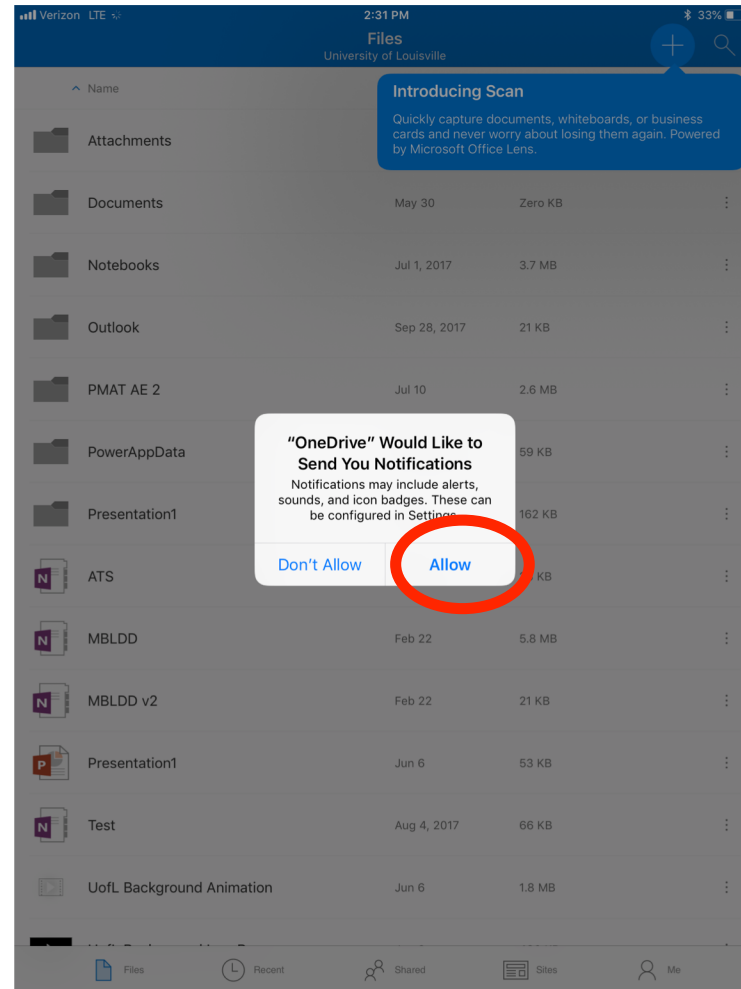 Verizon LTE 2:31 PM 33%
Files
University of Louisville
Name
Introducing Scan
Quickly capture documents, whiteboards, or business
cards and never worry about losing them again. Powered
by Microsoft Office Lens.
Attachments
Documents May 30 Zero KB
Notebooks Jul 1, 2017 3.7 MB
Outlook Sep 28, 2017 21 KB
PMAT AE 2 Jul 10 2.6 MB
PowerAppData 59 KB
Presentation1 162 KB
“OneDrive” Would Like to
Send You Notifications
Notifications may include alerts,
sounds, and icon badges. These can
be configured in Settings.
Don’t Allow Allow
ATS KB
MBLDD Feb 22 5.8 MB
MBLDD v2 Feb 22 21 KB
Presentation1 Jun 6 53 KB
Test Aug 4, 2017 66 KB
UofL Background Animation Jun 6 1.8 MB
Files Recent Shared Sites Me